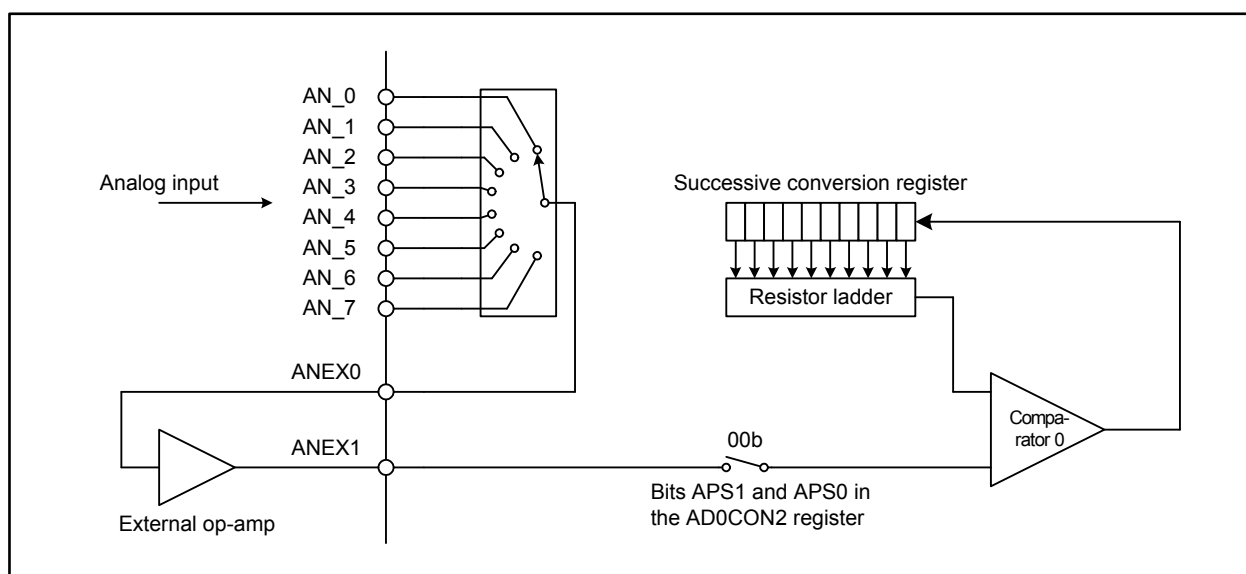 AN_0
AN_1
AN_2
AN_3
AN_4
AN_5
AN_6
AN_7
Analog input
ANEX0
ANEX1
External op-amp
Successive conversion register
Resistor ladder
Compa-
rator 0
00b
Bits APS1 and APS0 in
the AD0CON2 register